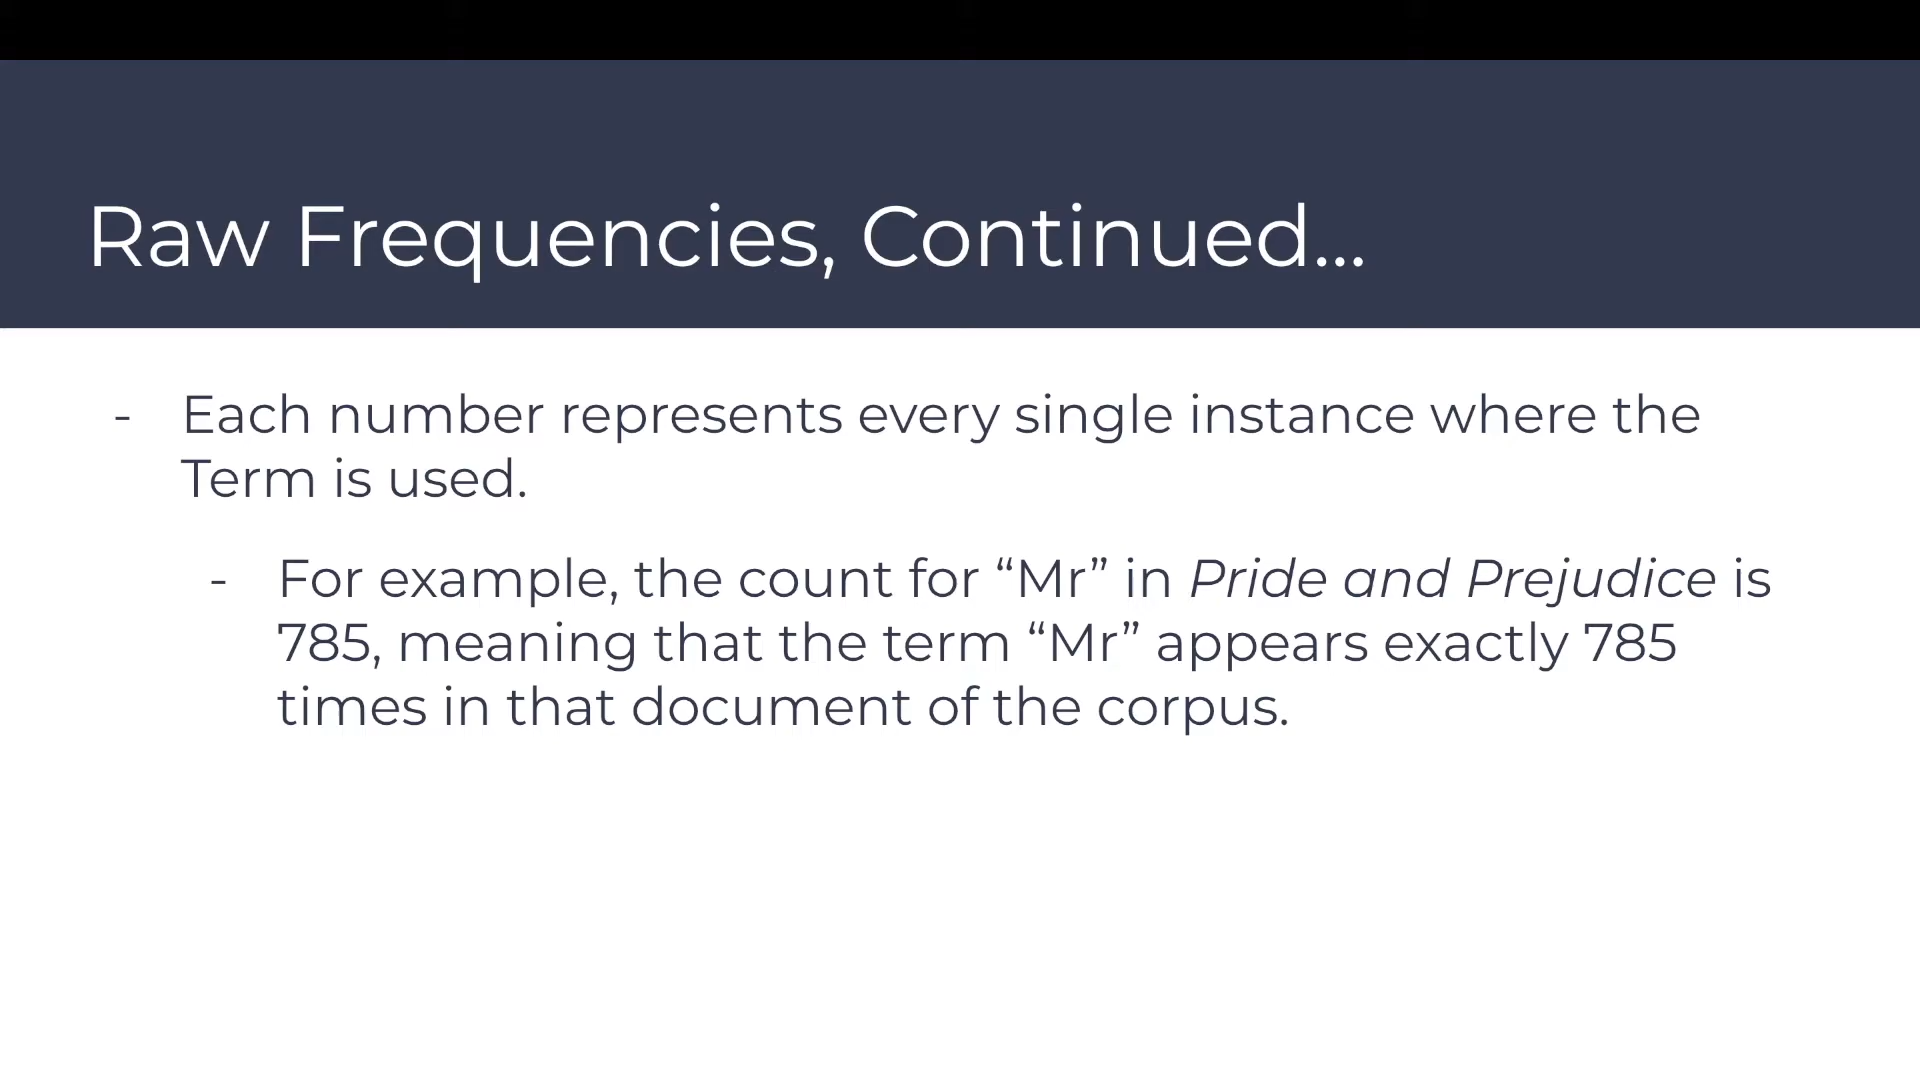 Raw Frequencies, Continued...
- Each number represents every single instance where the
Term is used.
- For example, the count for “Mr” in Pride and Prejudice is
785, meaning that the term “Mr” appears exactly 785
times in that document of the corpus.